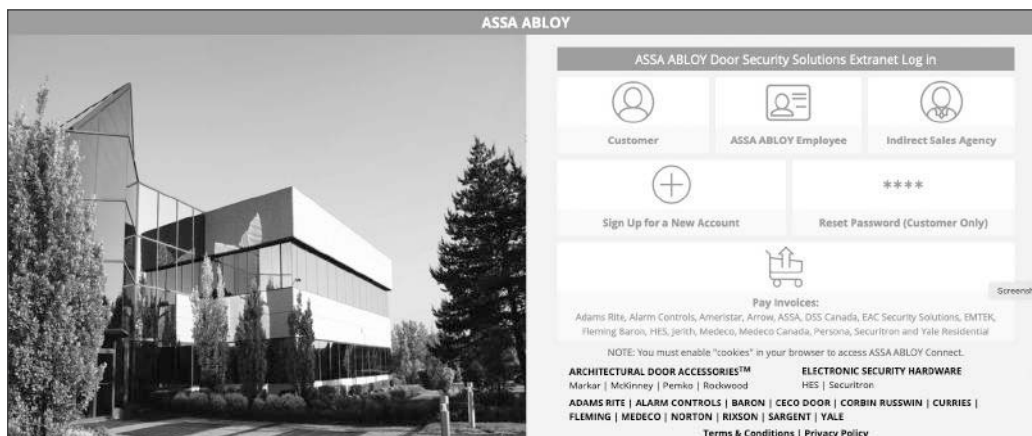 ASSA ABLOY
ASSA ABLOY Door Security Solutions Extranet Log in
Customer
ASSA ABLOY Employee
Indirect Sales Agency
****
Sign Up for a New Account
Reset Password (Customer Only)
Pay Invoices:
Adams Rite, Alarm Controls, Ameristar, Arrow, ASSA, DSS Canada, EAC Security Solutions, EMTEK,
Fleming Baron, HES, Jerith, Medeco, Medeco Canada, Persona, Securitron and Yale Residential
Screensh
NOTE: You must enable "cookies" in your browser to access ASSA ABLOY Connect.
ARCHITECTURAL DOOR ACCESSORIES™
Markar | McKinney | Pemko | Rockwood
ELECTRONIC SECURITY HARDWARE
HES | Securitron
ADAMS RITE | ALARM CONTROLS | BARON | CECO DOOR | CORBIN RUSSWIN | CURRIES |
FLEMING | MEDECO | NORTON | RIXSON | SARGENT | YALE
Terms & Conditions | Privacy Policy